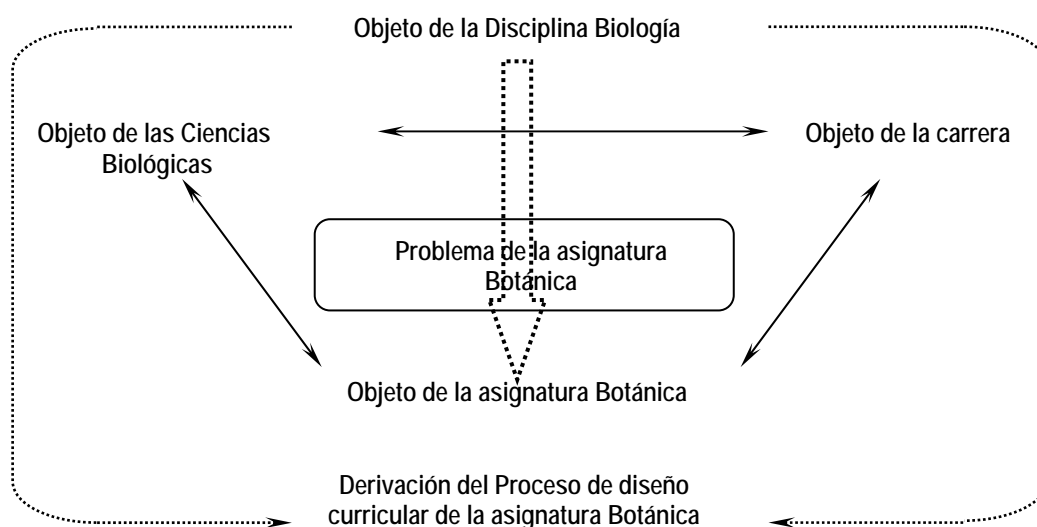 Objeto de la Disciplina Biología
Objeto de las Ciencias
Biológicas
Objeto de la carrera
Problema de la asignatura
Botánica
Objeto de la asignatura Botánica
Derivación del Proceso de diseño
curricular de la asignatura Botánica